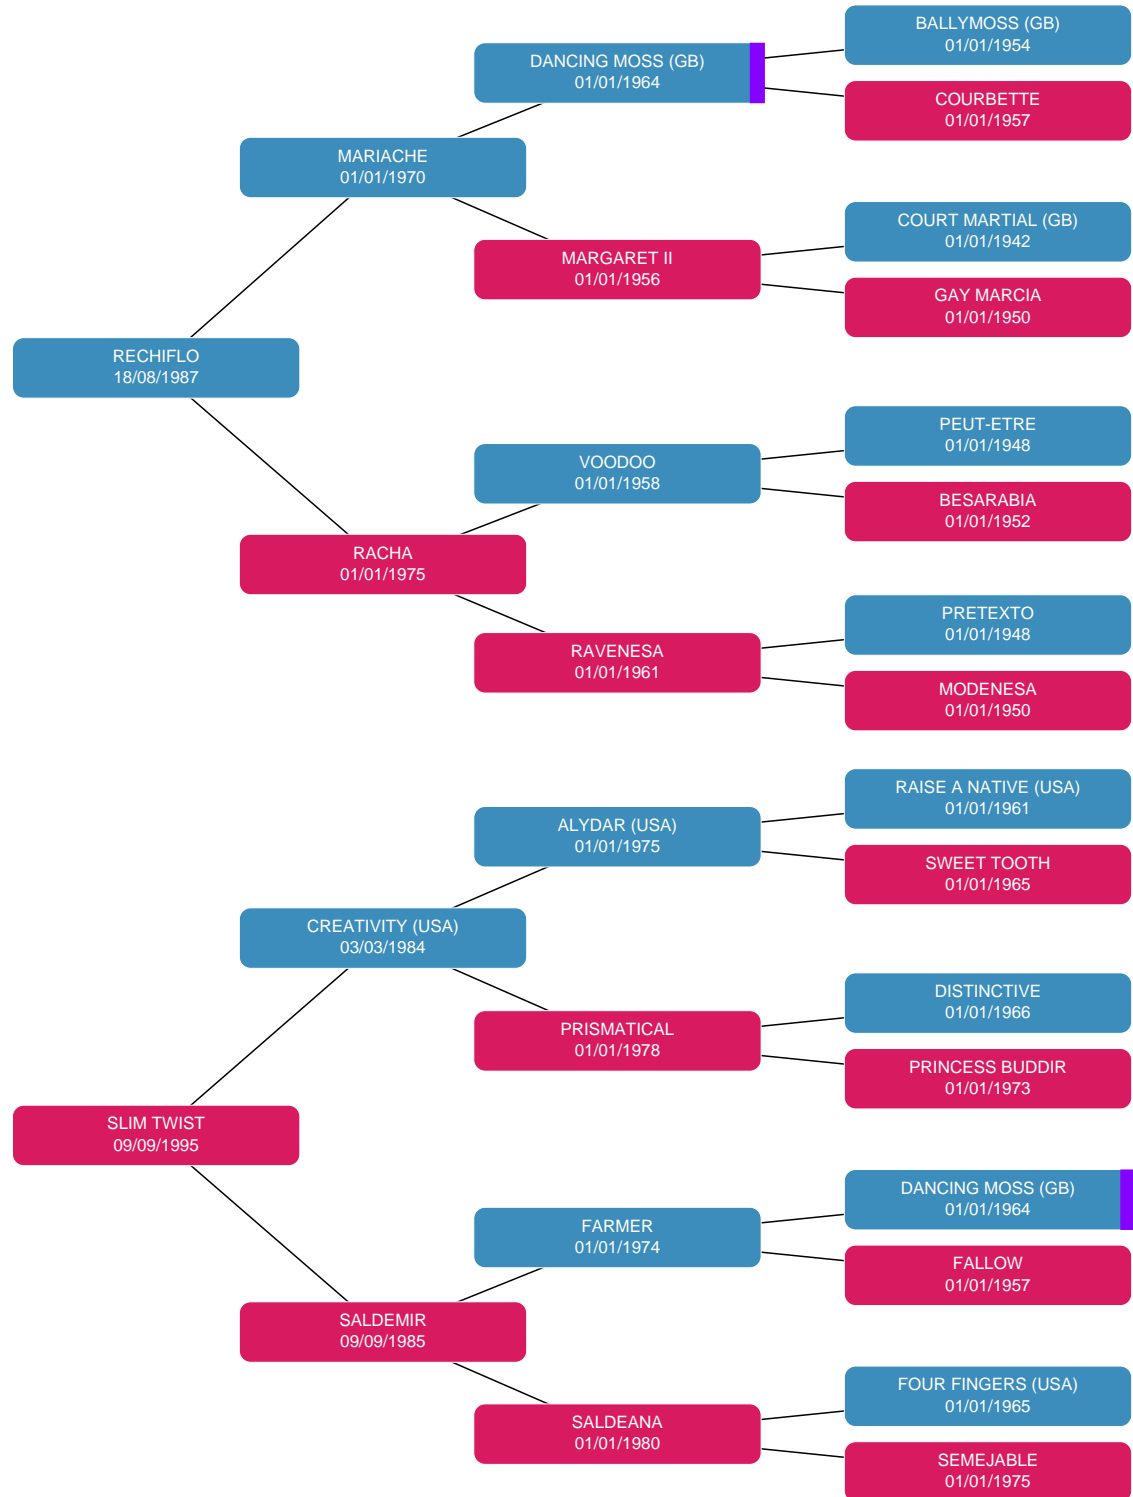 BALLYMOSS (GB)
01/01/1954
DANCING MOSS (GB)
01/01/1964
COURBETTE
01/01/1957
MARIACHE
01/01/1970
COURT MARTIAL (GB)
01/01/1942
MARGARET II
01/01/1956
GAY MARCIA
01/01/1950
RECHIFLO
18/08/1987
PEUT-ETRE
01/01/1948
VOODOO
01/01/1958
BESARABIA
01/01/1952
RACHA
01/01/1975
PRETEXTO
01/01/1948
RAVENESA
01/01/1961
MODENESA
01/01/1950
RAISE A NATIVE (USA)
01/01/1961
ALYDAR (USA)
01/01/1975
SWEET TOOTH
01/01/1965
CREATIVITY (USA)
03/03/1984
DISTINCTIVE
01/01/1966
PRISMATICAL
01/01/1978
PRINCESS BUDDIR
01/01/1973
SLIM TWIST
09/09/1995
DANCING MOSS (GB)
01/01/1964
FARMER
01/01/1974
FALLOW
01/01/1957
SALDEMIR
09/09/1985
FOUR FINGERS (USA)
01/01/1965
SALDEANA
01/01/1980
SEMEJABLE
01/01/1975